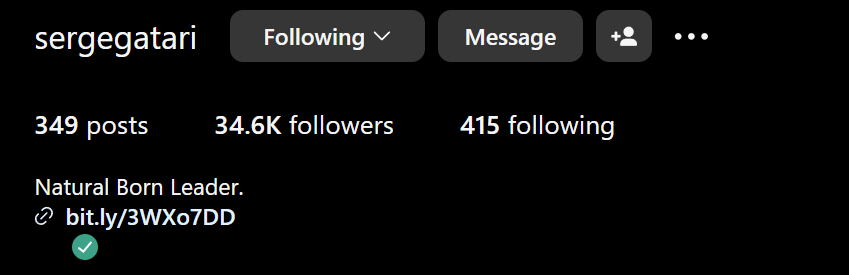 sergegatari Following Message
349 posts 34.6K followers 415 following
Natural Born Leader.
bit.ly/3WXo7DD